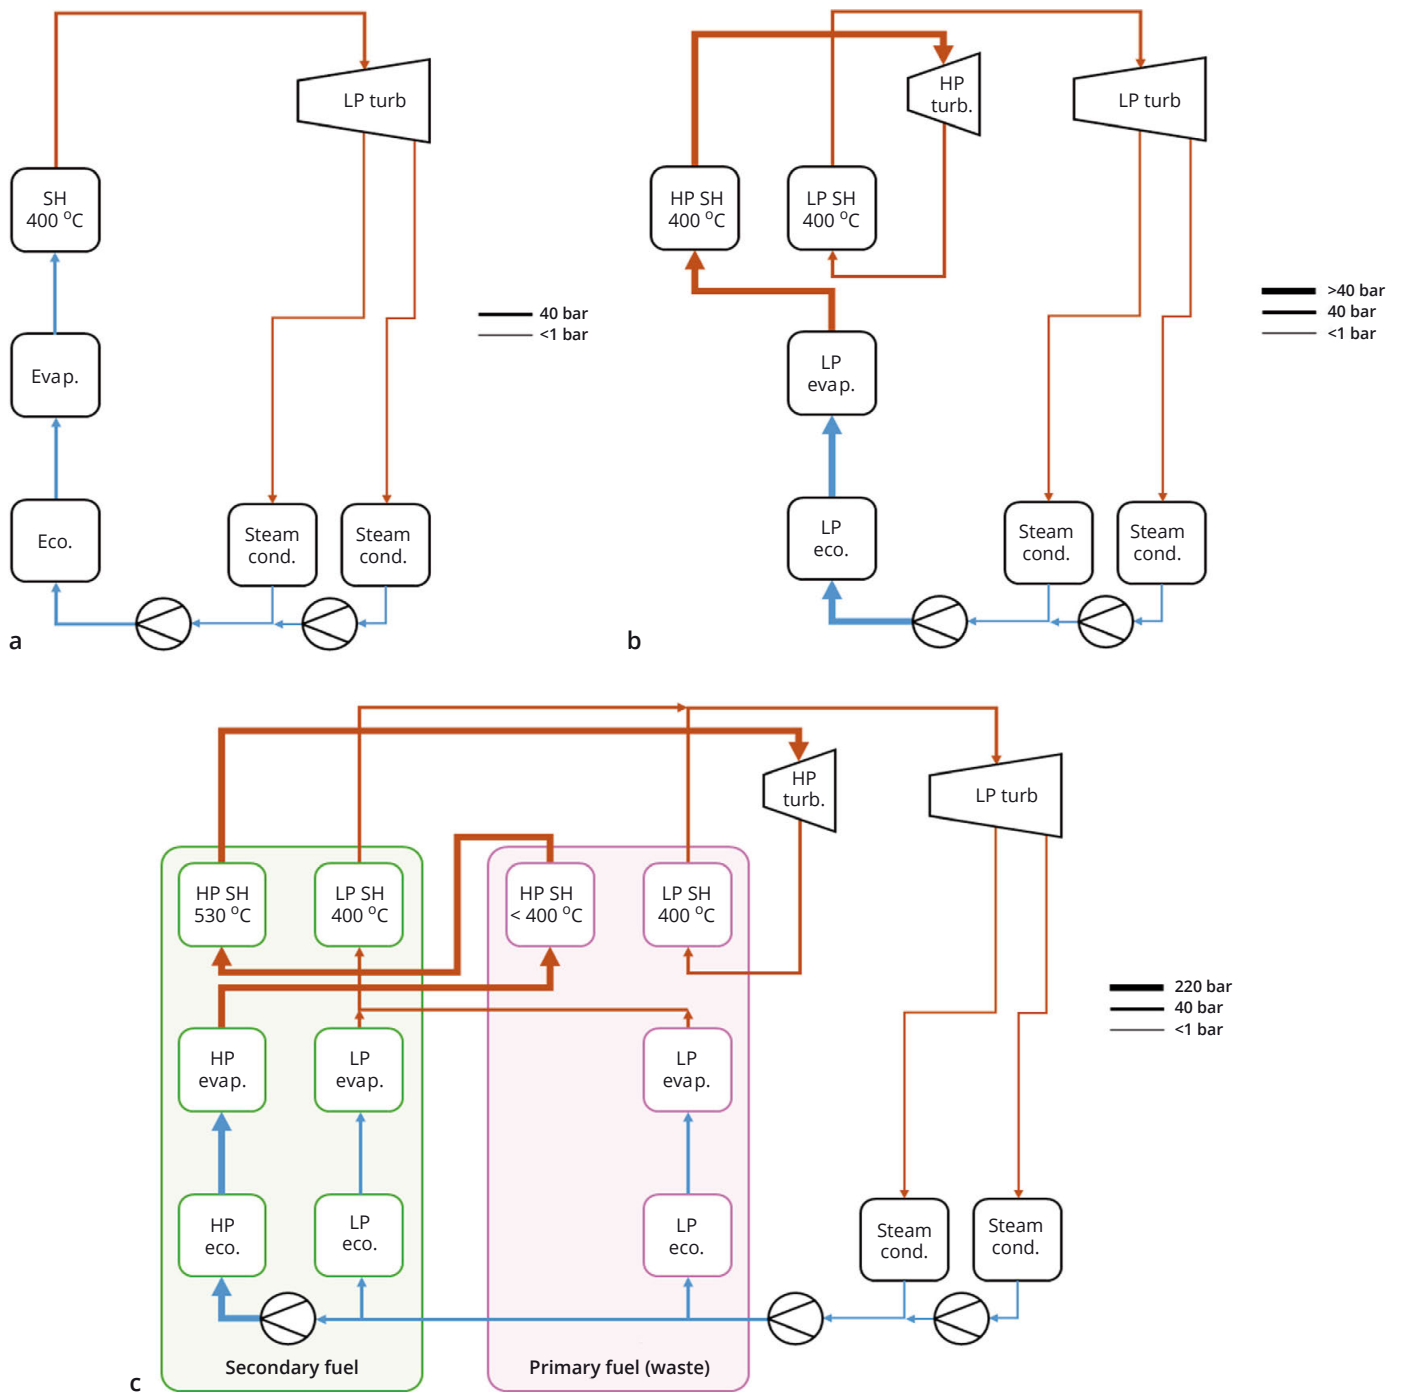 LP turb
SH
400 °C
Evap.
Eco.
Steam
cond.
Steam
cond.
40 bar
<1 bar
a
HP
turb.
LP turb
HP SH
400 °C
LP SH
400 °C
LP
evap.
LP
eco.
Steam
cond.
Steam
cond.
>40 bar
40 bar
<1 bar
b
HP
turb.
LP turb
HP SH
530 °C
LP SH
400 °C
HP SH
< 400 °C
LP SH
400 °C
HP
evap.
LP
evap.
LP
evap.
HP
eco.
LP
eco.
LP
eco.
Steam
cond.
Steam
cond.
220 bar
40 bar
<1 bar
Secondary fuel
Primary fuel (waste)
c